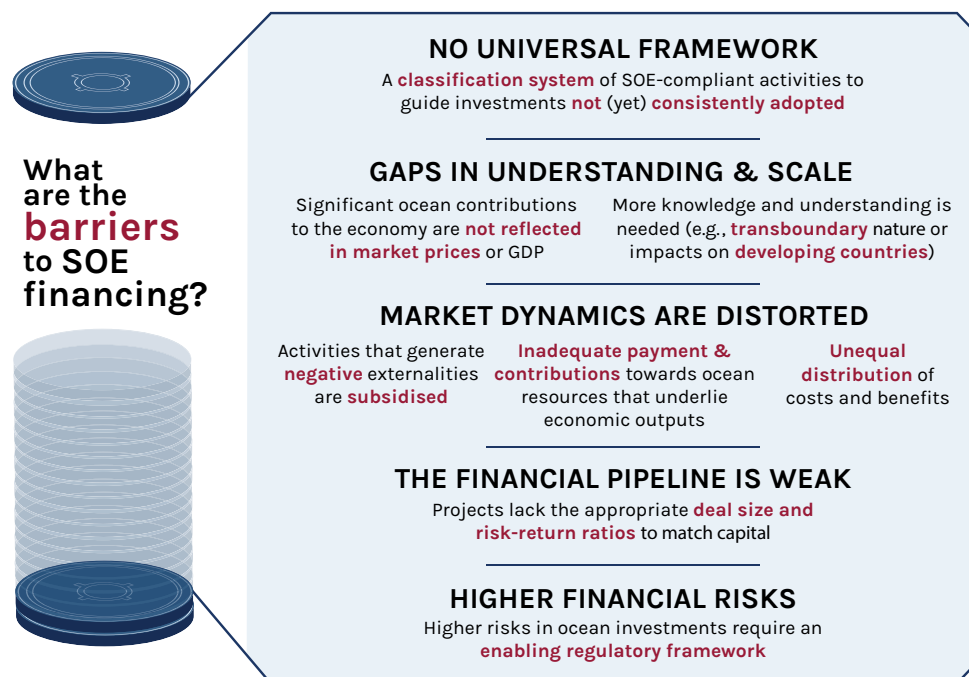 What
are the
barriers
to SOE
financing?
NO UNIVERSAL FRAMEWORK
A classification system of SOE-compliant activities to
guide investments not (yet) consistently adopted
GAPS IN UNDERSTANDING & SCALE
Significant ocean contributions
to the economy are not reflected
in market prices or GDP
More knowledge and understanding is
needed (e.g., transboundary nature or
impacts on developing countries)
MARKET DYNAMICS ARE DISTORTED
Activities that generate
negative externalities
are subsidised
Inadequate payment &
contributions towards ocean
resources that underlie
economic outputs
Unequal
distribution of
costs and benefits
THE FINANCIAL PIPELINE IS WEAK
Projects lack the appropriate deal size and
risk-return ratios to match capital
HIGHER FINANCIAL RISKS
Higher risks in ocean investments require an
enabling regulatory framework